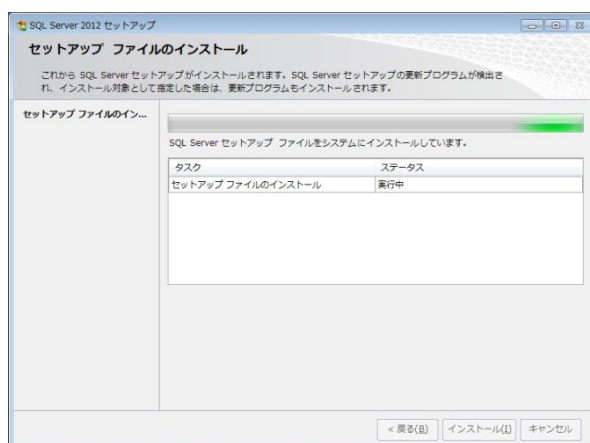 SQL Server 2012 セットアップ
セットアップ ファイルのインストール
これから SQL Server セットアップがインストールされます。SQL Server セットアップの更新プログラムが検出さ
れ、インストール対象として指定した場合は、更新プログラムもインストールされます。
セットアップ ファイルのイン...
SQL Server セットアップ ファイルをシステムにインストールしています。
タスク ステータス
セットアップ ファイルのインストール 実行中
< 戻る(B) インストール(I) キャンセル